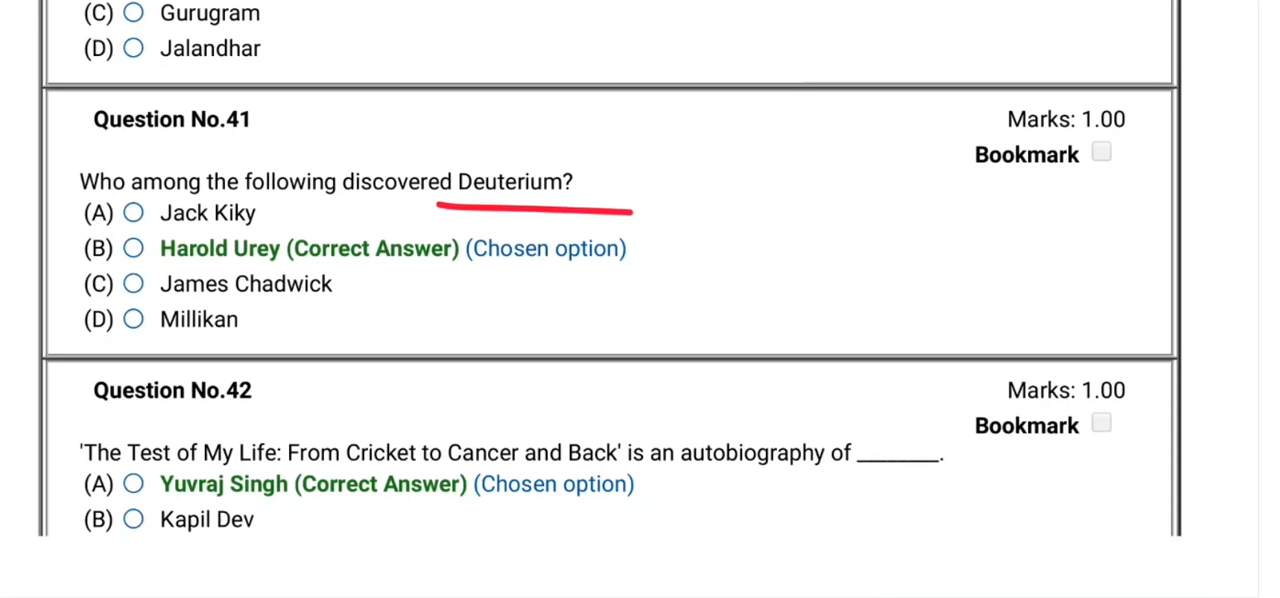 (C) Gurugram
(D) Jalandhar
Question No.41 Marks: 1.00
Bookmark
Who among the following discovered Deuterium?
(A) Jack Kiky
(B) Harold Urey (Correct Answer) (Chosen option)
(C) James Chadwick
(D) Millikan
Question No.42 Marks: 1.00
Bookmark
'The Test of My Life: From Cricket to Cancer and Back' is an autobiography of _______.
(A) Yuvraj Singh (Correct Answer) (Chosen option)
(B) Kapil Dev